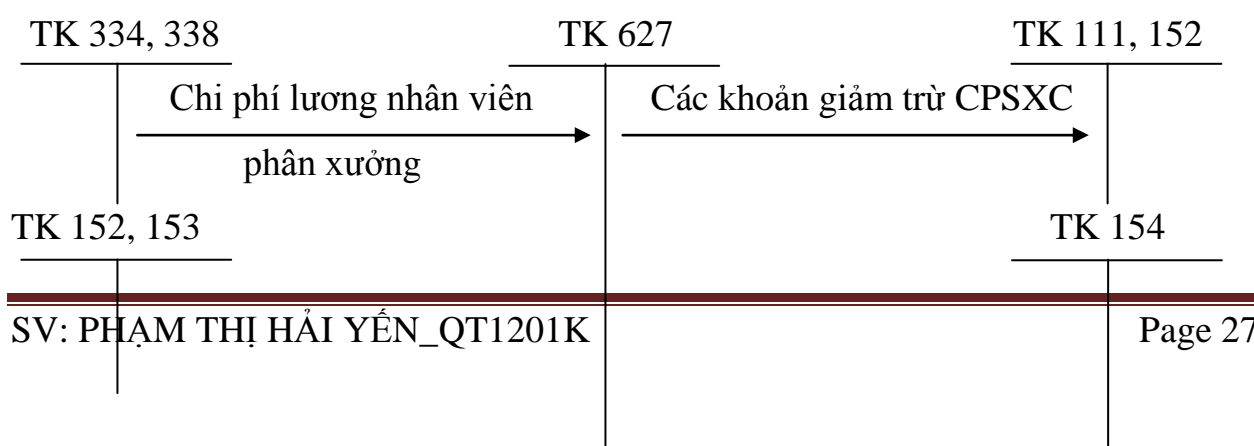 TK 334, 338 TK 627 TK 111, 152
Chi phí lương nhân viên Các khoản giảm trừ CPSXC
phân xưởng
TK 152, 153 TK 154
SV: PHẠM THỊ HẢI YẾN_QT1201K Page 27